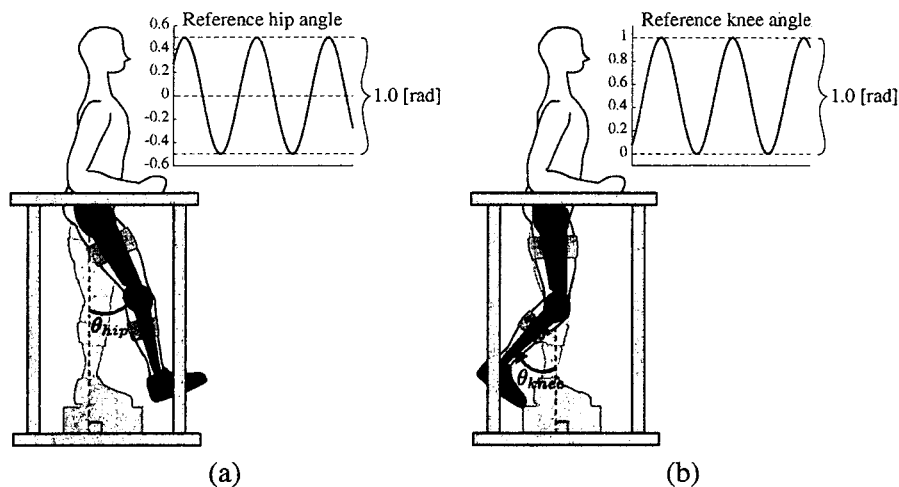 Reference hip angle
0.6
0.4
0.2
0
-0.2
-0.4
-0.6
1.0 [rad]
θhip
(a)
Reference knee angle
1
0.8
0.6
0.4
0.2
0
1.0 [rad]
θknee
(b)